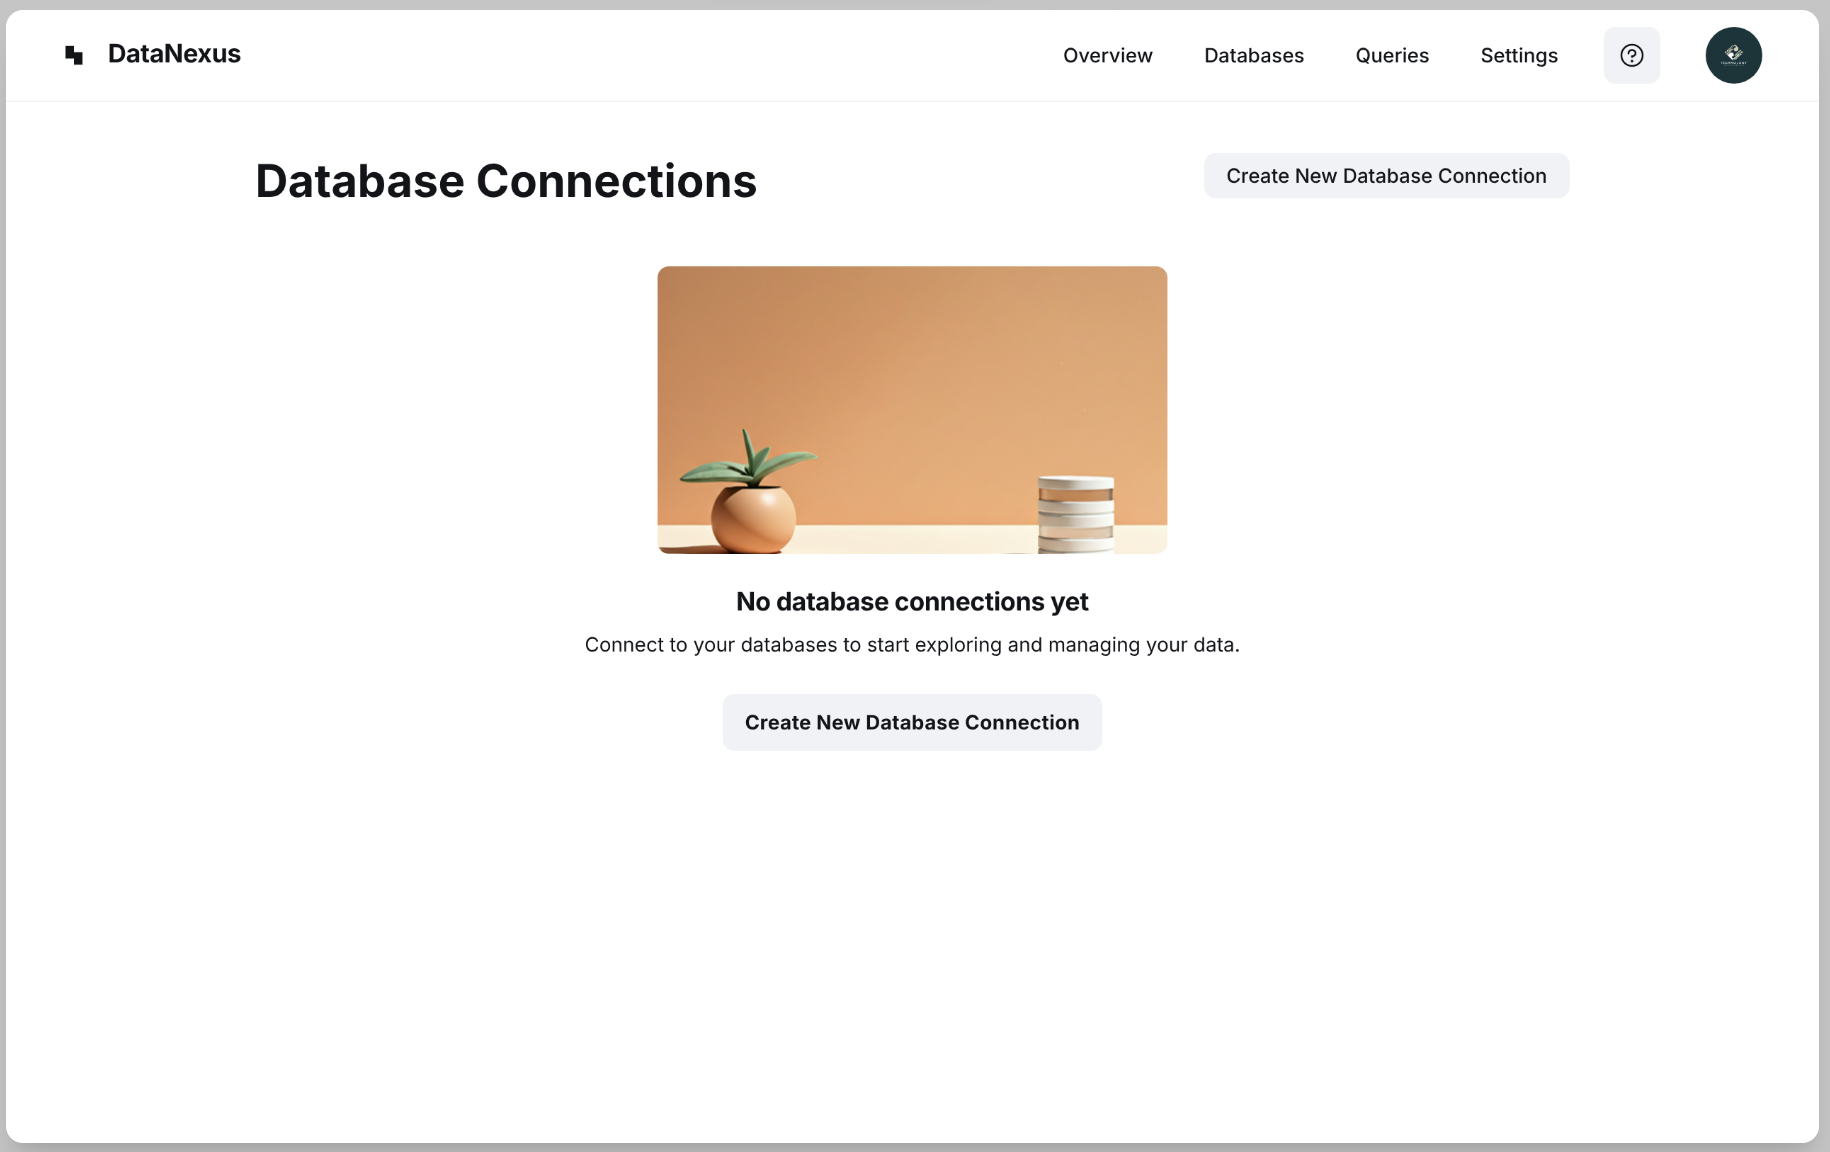 DataNexus
Overview
Databases
Queries
Settings
Database Connections
Create New Database Connection
No database connections yet
Connect to your databases to start exploring and managing your data.
Create New Database Connection